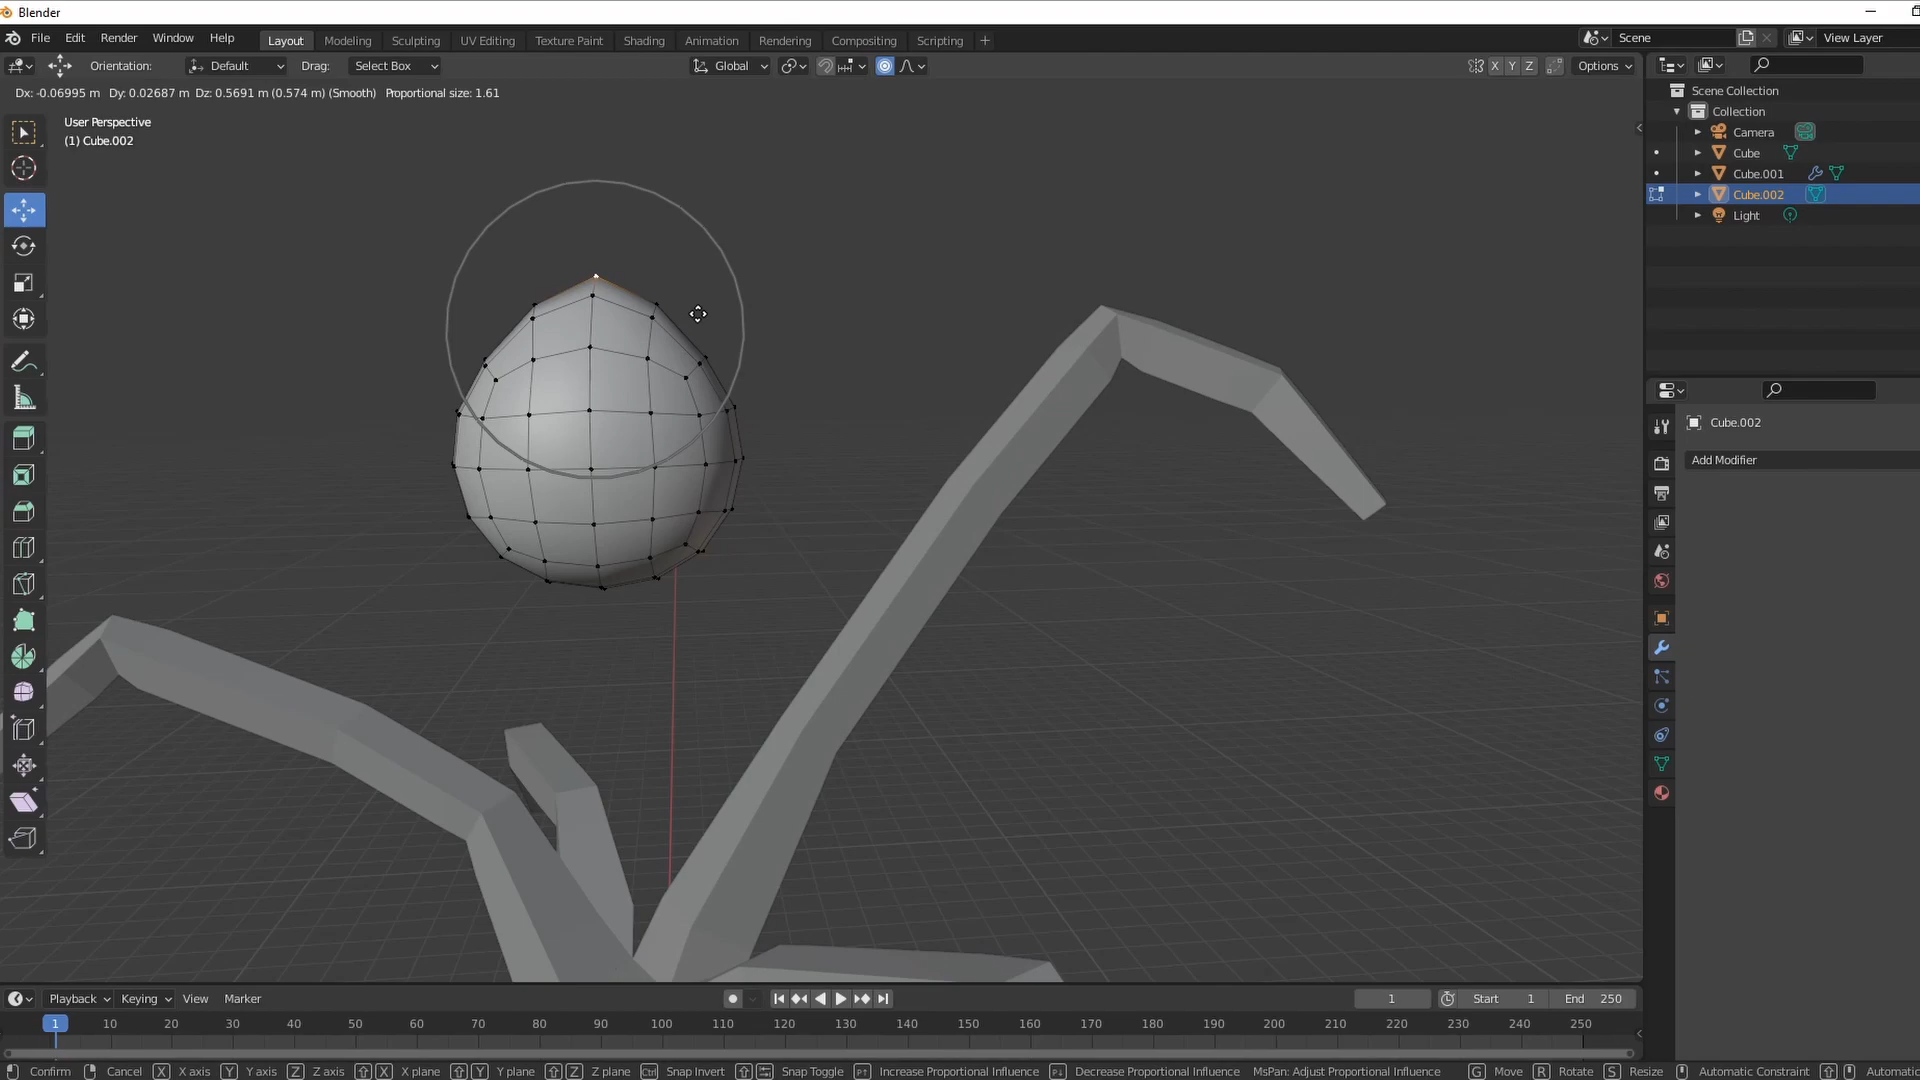 Blender
File Edit Render Window Help
Layout Modeling Sculpting UV Editing Texture Paint Shading Animation Rendering Compositing Scripting +
Scene View Layer
Orientation: Default Drag: Select Box Global X Y Z Options
Dx: -0.06995 m Dy: 0.02687 m Dz: 0.5691 m (0.574 m) (Smooth) Proportional size: 1.61
User Perspective
(1) Cube.002
Scene Collection
Collection
Camera
Cube
Cube.001
Cube.002
Light
Cube.002
Add Modifier
Playback Keying View Marker
1 Start 1 End 250
1 10 20 30 40 50 60 70 80 90 100 110 120 130 140 150 160 170 180 190 200 210 220 230 240 250
Confirm Cancel X X axis Y Y axis Z Z axis X X plane Y Y plane Z Z plane Ctrl Snap Invert Snap Toggle Increase Proportional Influence Decrease Proportional Influence MsPan: Adjust Proportional Influence G Move R Rotate S Resize Automatic Constraint Automatic